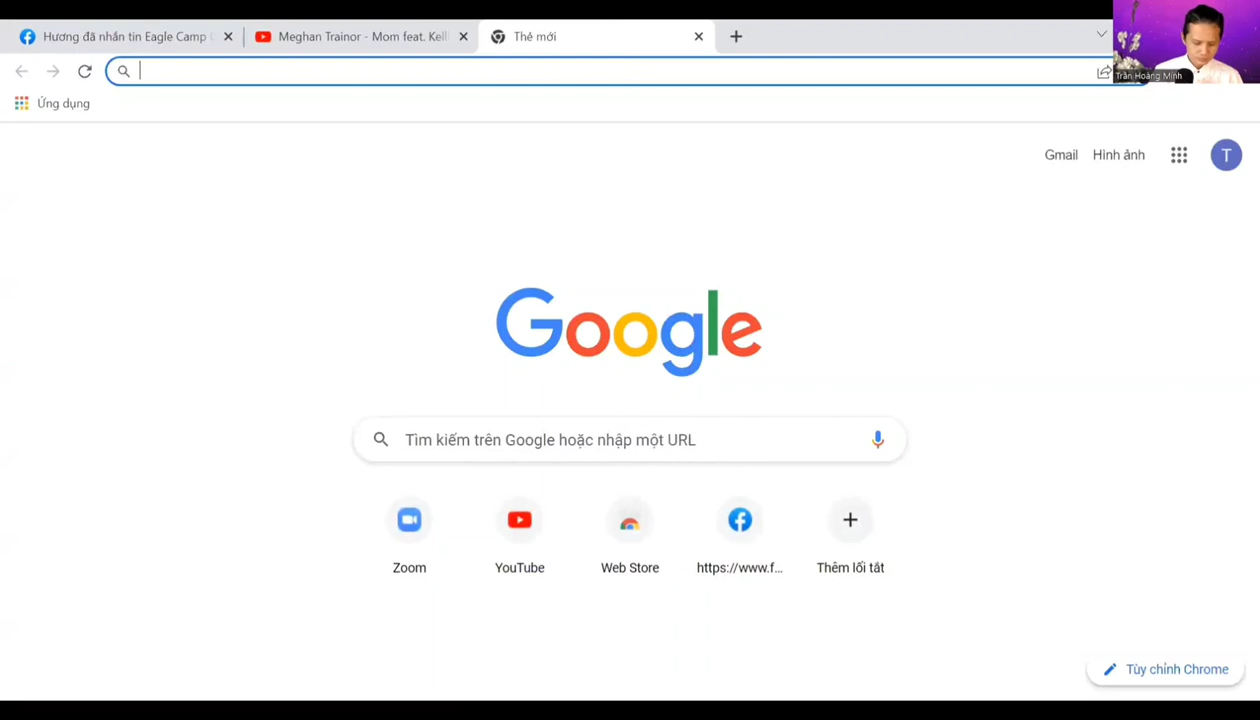 Hương đã nhắn tin Eagle Camp
Meghan Trainor - Mom feat. Kell
Thẻ mới
Trần Hoàng Minh
Ứng dụng
Gmail Hình ảnh T
Google
Tìm kiếm trên Google hoặc nhập một URL
Zoom YouTube Web Store https://www.f... Thêm lối tắt
Tùy chỉnh Chrome